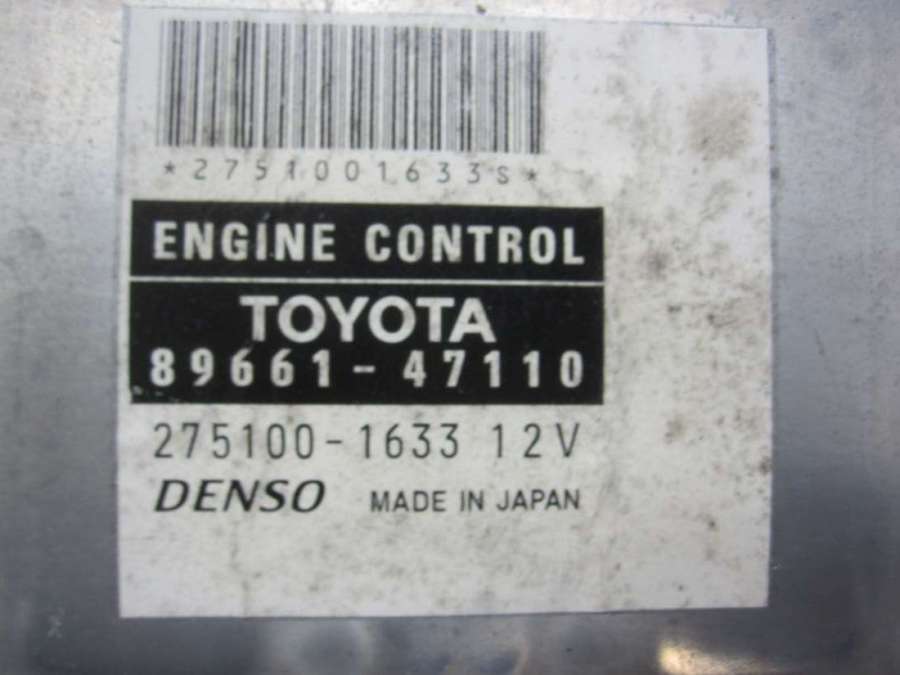 *2751001633S*
ENGINE CONTROL
TOYOTA
89661-47110
275100-1633 12V
DENSO MADE IN JAPAN